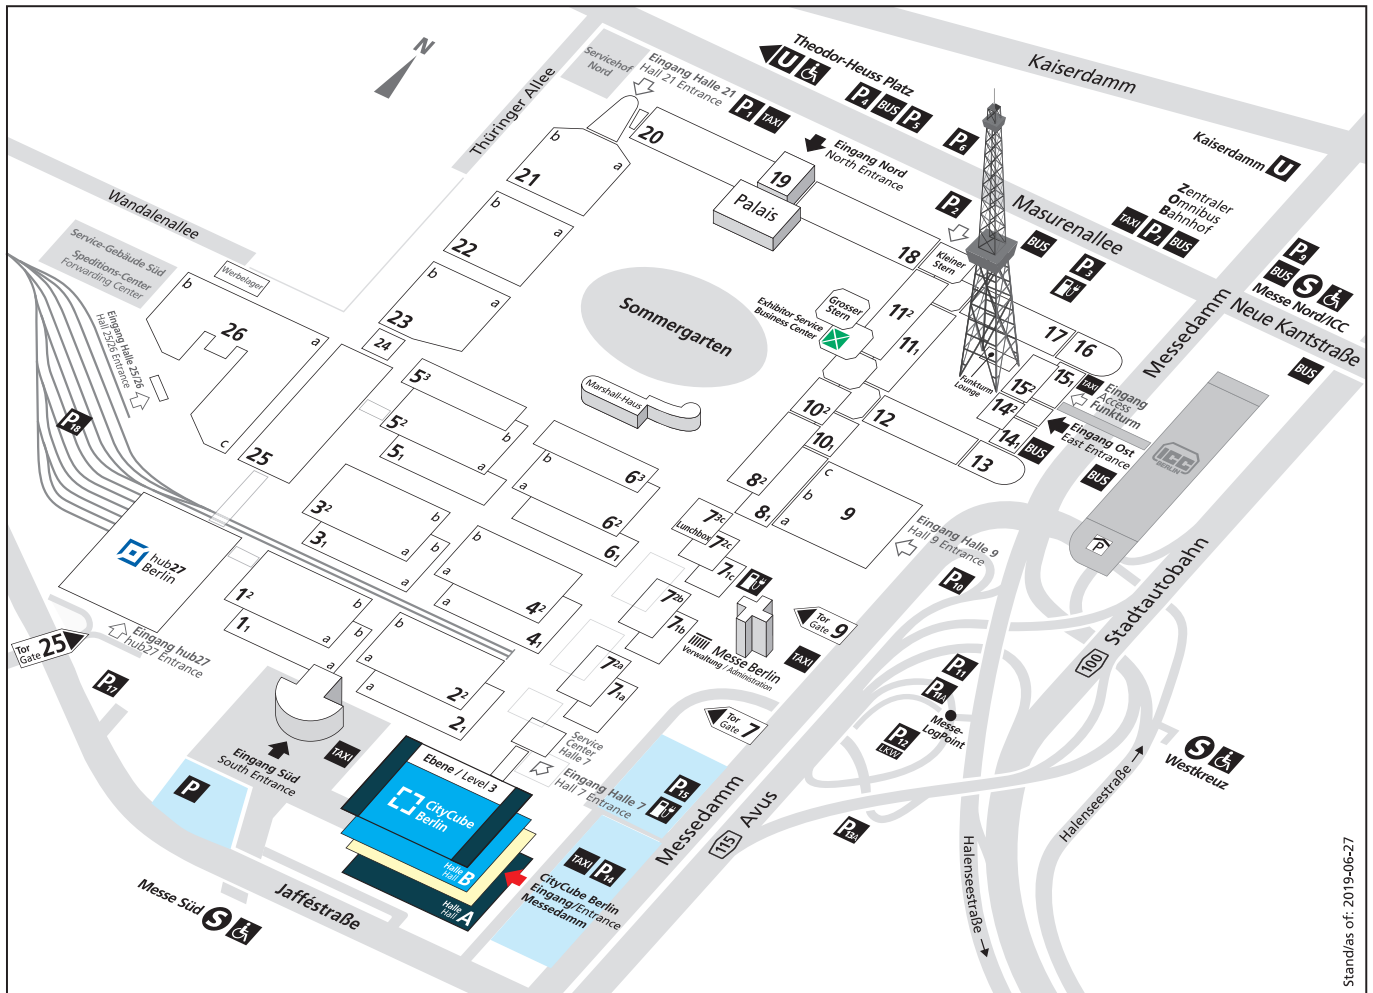 N
Servicehof
Nord
Thüringer Allee
Eingang Halle 21
Hall 21 Entrance
P1
TAXI
Theodor-Heuss Platz
U
P4
BUS
P5
P6
Kaiserdamm
Kaiserdamm
U
Eingang Nord
North Entrance
Zentraler
Omnibus
Bahnhof
TAXI
P7
BUS
P2
Masurenallee
BUS
P3
P9
BUS
S
Messe Nord/ICC
Neue Kantstraße
BUS
Messedamm
Wandalenallee
Service-Gebäude Süd
Speditions-Center
Forwarding Center
Werbelager
Eingang Halle 25/26
Hall 25/26 Entrance
P18
b
a
21
20
19
Palais
18
Kleiner
Stern
b
a
22
b
a
23
24
Sommergarten
Marshall-Haus
Exhibitor Service
Business Center
Grosser
Stern
11²
11₁
17
16
Funkturm
Lounge
15²
15₁
TAXI
Eingang
Access
Funkturm
14²
14₁
BUS
Eingang Ost
East Entrance
BUS
ICC
BERLIN
P
b
26
a
c
25
5³
5²
b
5₁
a
10²
10₁
12
13
8²
8₁
c
b
a
9
Eingang Halle 9
Hall 9 Entrance
P10
3²
b
3₁
a
b
a
6³
b
a
6²
6₁
7³ᶜ
Lunchbox
7²ᶜ
7₁c
b
a
4²
4₁
7²ᵇ
7₁b
7²ᵃ
7₁a
Messe Berlin
Verwaltung / Administration
Tor
Gate 9
TAXI
hub27
Berlin
Eingang hub27
hub27 Entrance
Tor
Gate 25
P17
1²
b
1₁
a
b
a
b
a
2²
2₁
Eingang Süd
South Entrance
TAXI
P
Service
Center
Halle 7
Eingang Halle 7
Hall 7 Entrance
Tor
Gate 7
P15
Ebene / Level 3
CityCube
Berlin
Halle
Hall B
Halle
Hall A
TAXI
P14
CityCube Berlin
Eingang/Entrance
Messedamm
Messedamm
115 Avus
100 Stadtautobahn
P11
P11A
Messe-
LogPoint
P12
LKW
P13A
S
Westkreuz
Halenseestraße
Halenseestraße
Messe Süd
S
Jafféstraße
Stand/as of: 2019-06-27